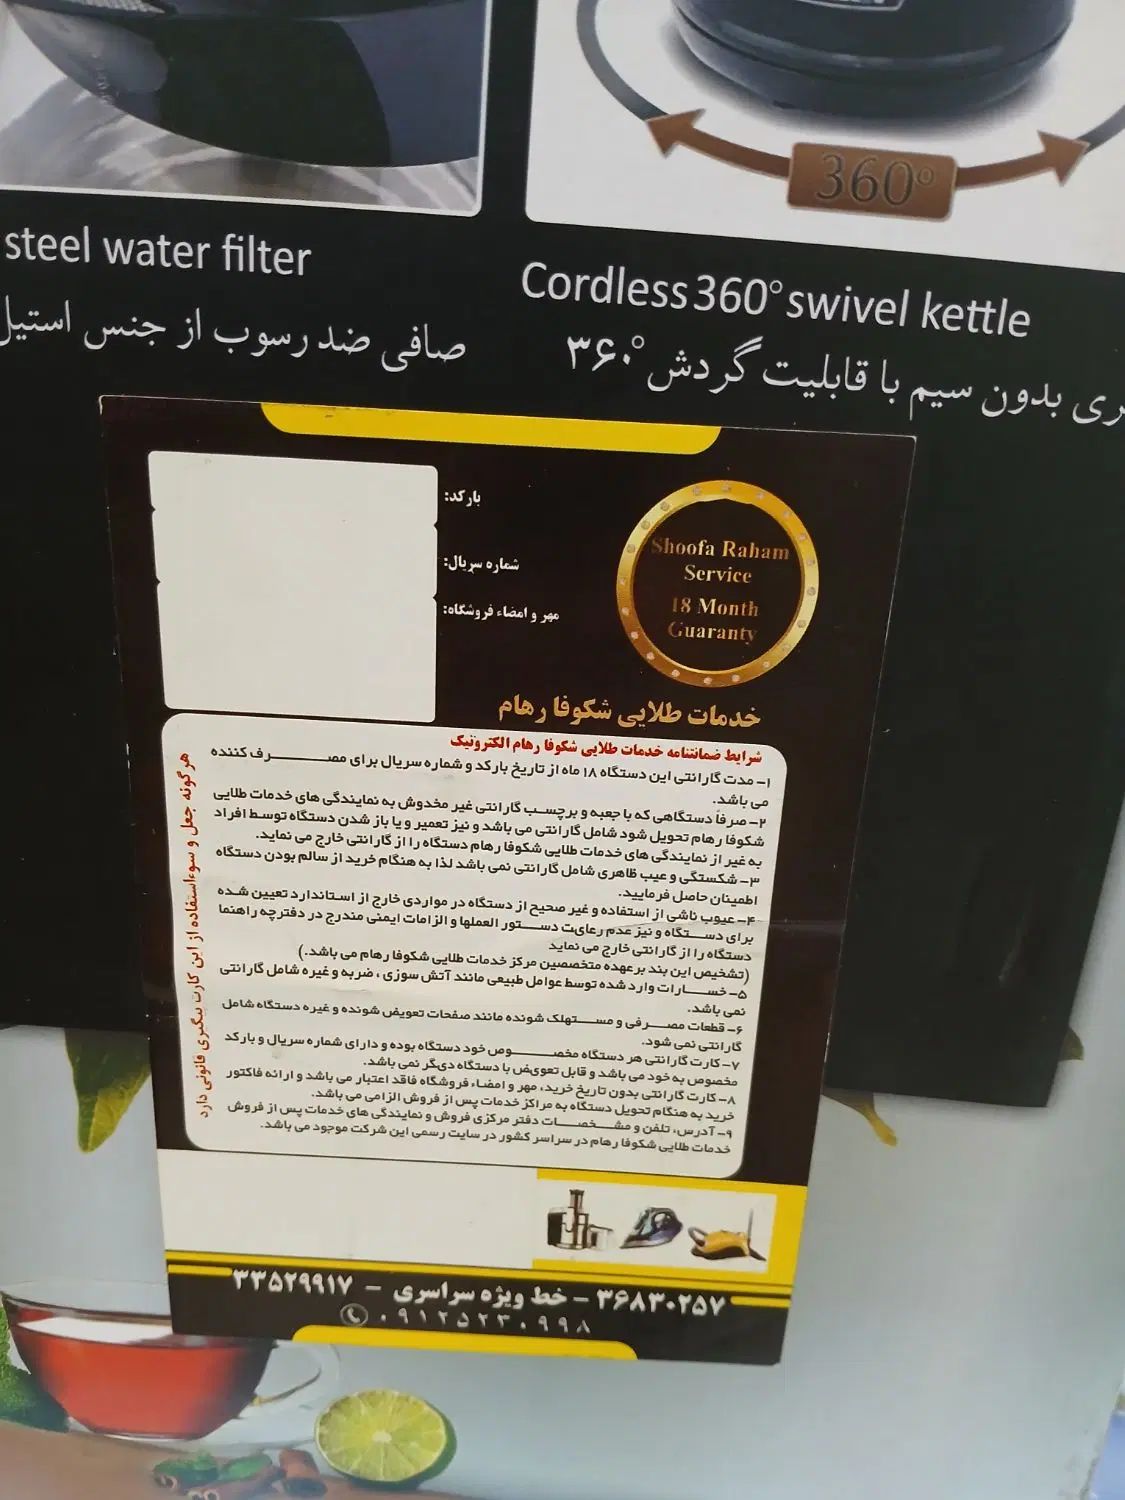 360°
steel water filter
صافی ضد رسوب از جنس استیل
Cordless 360° swivel kettle
ری بدون سیم با قابلیت گردش ۳۶۰°
بارکد:
شماره سریال:
مهر و امضاء فروشگاه:
Shoofa Raham
Service
18 Month
Guaranty
خدمات طلایی شکوفا رهام
شرایط ضمانتنامه خدمات طلایی شکوفا رهام الکترونیک
۱- مدت گارانتی این دستگاه ۱۸ ماه از تاریخ بارکد و شماره سریال برای مصرف کننده
می باشد.
۲- صرفاً دستگاهی که با جعبه و برچسب گارانتی غیر مخدوش به نمایندگی های خدمات طلایی
شکوفا رهام تحویل شود شامل گارانتی می باشد و نیز تعمیر و یا باز شدن دستگاه توسط افراد
به غیر از نمایندگی های خدمات طلایی شکوفا رهام دستگاه را از گارانتی خارج می نماید.
۳- شکستگی و عیب ظاهری شامل گارانتی نمی باشد لذا به هنگام خرید از سالم بودن دستگاه
اطمینان حاصل فرمایید.
۴- عیوب ناشی از استفاده و غیر صحیح از دستگاه در مواردی خارج از استاندارد تعیین شده
برای دستگاه و نیز عدم رعایت دستور العملها و الزامات ایمنی مندرج در دفترچه راهنما
دستگاه را از گارانتی خارج می نماید
(تشخیص این بند برعهده متخصصین مرکز خدمات طلایی شکوفا رهام می باشد.)
۵- خسارات وارد شده توسط عوامل طبیعی مانند آتش سوزی ، ضربه و غیره شامل گارانتی
نمی باشد.
۶- قطعات مصرفی و مستهلک شونده مانند صفحات تعویض شونده و غیره دستگاه شامل
گارانتی نمی شود.
۷- کارت گارانتی هر دستگاه مخصوص خود دستگاه بوده و دارای شماره سریال و بارکد
مخصوص به خود می باشد و قابل تعویض با دستگاه دیگر نمی باشد.
۸- کارت گارانتی بدون تاریخ خرید، مهر و امضاء فروشگاه فاقد اعتبار می باشد و ارائه فاکتور
خرید به هنگام تحویل دستگاه به مراکز خدمات پس از فروش الزامی می باشد.
۹- آدرس، تلفن و مشخصات دفتر مرکزی فروش و نمایندگی های خدمات پس از فروش
خدمات طلایی شکوفا رهام در سراسر کشور در سایت رسمی این شرکت موجود می باشد.
هر گونه جعل و سوءاستفاده از این کارت پیگیری قانونی دارد
۳۶۸۳۰۲۵۷ - خط ویژه سراسری - ۳۳۵۲۹۹۱۷
۰۹۱۲۵۲۳۰۹۹۸